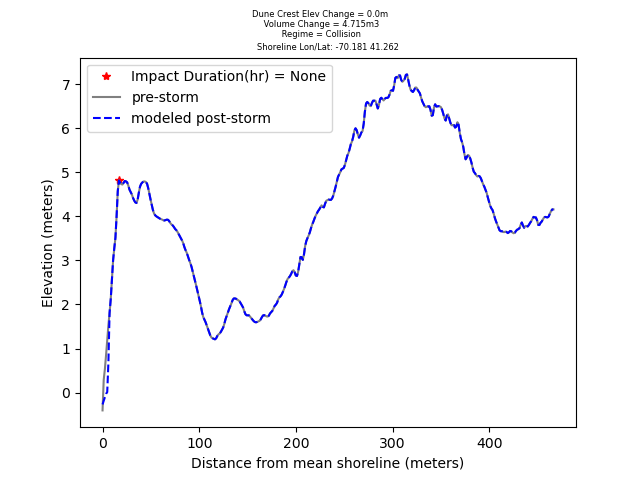 Dune Crest Elev Change = 0.0m
Volume Change = 4.715m3
Regime = Collision
Shoreline Lon/Lat: -70.181 41.262
Impact Duration(hr) = None
pre-storm
modeled post-storm
7
6
5
4
3
2
1
0
Elevation (meters)
0 100 200 300 400
Distance from mean shoreline (meters)